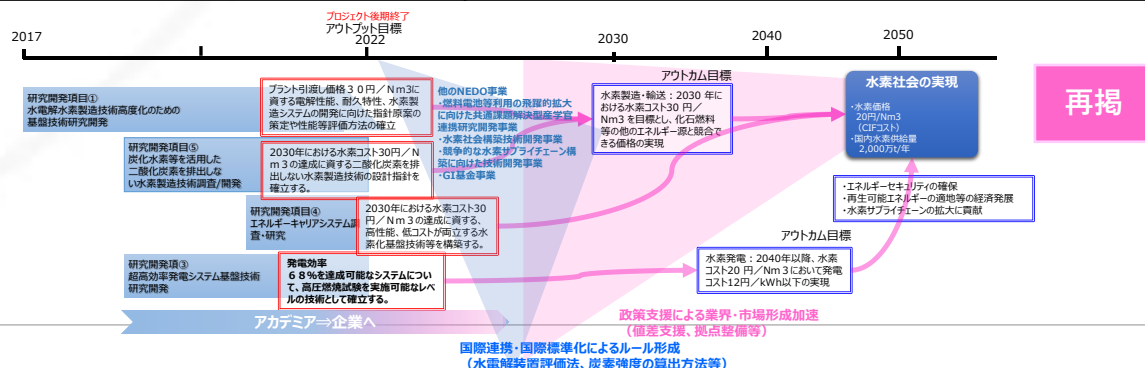 プロジェクト後期終了
アウトプット目標
2017
2022
2030
2040
2050
研究開発項目①
水電解水素製造技術高度化のための
基盤技術研究開発
プラント引渡し価格30円/Nm3に
資する電解性能、耐久特性、水素製
造システムの開発に向けた指針原案の
策定や性能等評価方法の確立
他のNEDO事業
・燃料電池等利用の飛躍的拡大
に向けた共通課題解決型産学官
連携研究開発事業
・水素社会構築技術開発事業
・競争的な水素サプライチェーン構
築に向けた技術開発事業
・GI基金事業
アウトカム目標
水素製造・輸送:2030 年に
おける水素コスト30 円/
Nm3を目標とし、化石燃料
等の他のエネルギー源と競合で
きる価格の実現
水素社会の実現
・水素価格
20円/Nm3
(CIFコスト)
・国内水素供給量
2,000万t/年
再掲
研究開発項目⑤
炭化水素等を活用した
二酸化炭素を排出しな
い水素製造技術調査/開発
2030年における水素コスト30円/N
m3の達成に資する二酸化炭素を排
出しない水素製造技術の設計指針を
確立する。
研究開発項目④
エネルギーキャリアシステム調
査・研究
2030年における水素コスト30
円/Nm3の達成に資する、
高性能、低コストが両立する水
素化基盤技術等を構築する。
・エネルギーセキュリティの確保
・再生可能エネルギーの適地等の経済発展
・水素サプライチェーンの拡大に貢献
研究開発項③
超高効率発電システム基盤技術
研究開発
発電効率
68%を達成可能なシステムについ
て、高圧燃焼試験を実施可能なレベ
ルの技術として確立する。
アウトカム目標
水素発電:2040年以降、水素
コスト20 円/Nm3において発電
コスト12円/kWh以下の実現
アカデミア⇒企業へ
政策支援による業界・市場形成加速
(値差支援、拠点整備等)
国際連携・国際標準化によるルール形成
(水電解装置評価法、炭素強度の算出方法等)